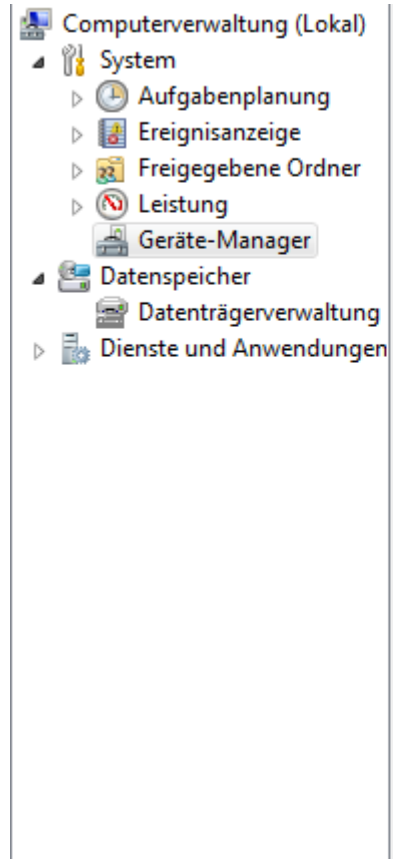 Computerverwaltung (Lokal)
System
Aufgabenplanung
Ereignisanzeige
Freigegebene Ordner
Leistung
Geräte-Manager
Datenspeicher
Datenträgerverwaltung
Dienste und Anwendungen